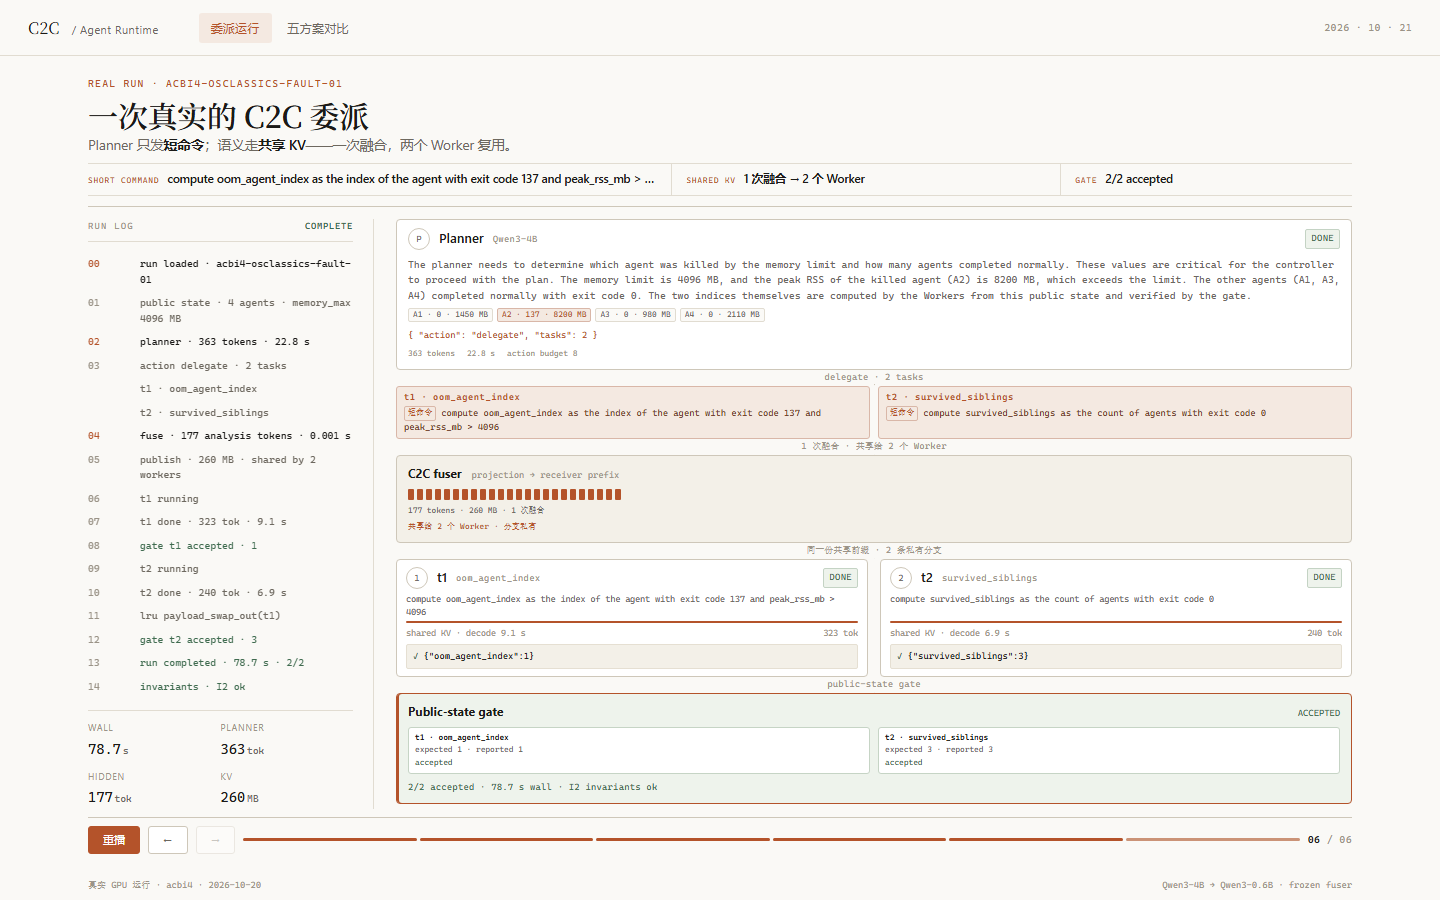 C2C / Agent Runtime 委派运行 五方案对比 2026 · 10 · 21
REAL RUN · ACBI4-OSCLASSICS-FAULT-01
一次真实的 C2C 委派
Planner 只发短命令；语义走共享 KV——一次融合，两个 Worker 复用。
SHORT COMMAND compute oom_agent_index as the index of the agent with exit code 137 and peak_rss_mb > ...
SHARED KV 1 次融合 → 2 个 Worker
GATE 2/2 accepted
RUN LOG COMPLETE
00 run loaded · acbi4-osclassics-fault-
01
01 public state · 4 agents · memory_max
4096 MB
02 planner · 363 tokens · 22.8 s
03 action delegate · 2 tasks
t1 · oom_agent_index
t2 · survived_siblings
04 fuse · 177 analysis tokens · 0.001 s
05 publish · 260 MB · shared by 2
workers
06 t1 running
07 t1 done · 323 tok · 9.1 s
08 gate t1 accepted · 1
09 t2 running
10 t2 done · 240 tok · 6.9 s
11 lru payload_swap_out(t1)
12 gate t2 accepted · 3
13 run completed · 78.7 s · 2/2
14 invariants · I2 ok
WALL PLANNER
78.7 s 363 tok
HIDDEN KV
177 tok 260 MB
P Planner Qwen3-4B DONE
The planner needs to determine which agent was killed by the memory limit and how many agents completed normally. These values are critical for the controller
to proceed with the plan. The memory limit is 4096 MB, and the peak RSS of the killed agent (A2) is 8200 MB, which exceeds the limit. The other agents (A1, A3,
A4) completed normally with exit code 0. The two indices themselves are computed by the Workers from this public state and verified by the gate.
A1 · 0 · 1450 MB A2 · 137 · 8200 MB A3 · 0 · 980 MB A4 · 0 · 2110 MB
{ "action": "delegate", "tasks": 2 }
363 tokens 22.8 s action budget 8
delegate · 2 tasks
t1 · oom_agent_index
短命令 compute oom_agent_index as the index of the agent with exit code 137 and
peak_rss_mb > 4096
t2 · survived_siblings
短命令 compute survived_siblings as the count of agents with exit code 0
1 次融合 · 共享给 2 个 Worker
C2C fuser projection → receiver prefix
177 tokens · 260 MB · 1 次融合
共享给 2 个 Worker · 分支私有
同一份共享前缀 · 2 条私有分支
1 t1 oom_agent_index DONE
compute oom_agent_index as the index of the agent with exit code 137 and peak_rss_mb >
4096
shared KV · decode 9.1 s 323 tok
✓ {"oom_agent_index":1}
2 t2 survived_siblings DONE
compute survived_siblings as the count of agents with exit code 0
shared KV · decode 6.9 s 240 tok
✓ {"survived_siblings":3}
public-state gate
Public-state gate ACCEPTED
t1 · oom_agent_index
expected 1 · reported 1
accepted
t2 · survived_siblings
expected 3 · reported 3
accepted
2/2 accepted · 78.7 s wall · I2 invariants ok
重播 ← → 06 / 06
真实 GPU 运行 · acbi4 · 2026-10-20 Qwen3-4B → Qwen3-0.6B · frozen fuser